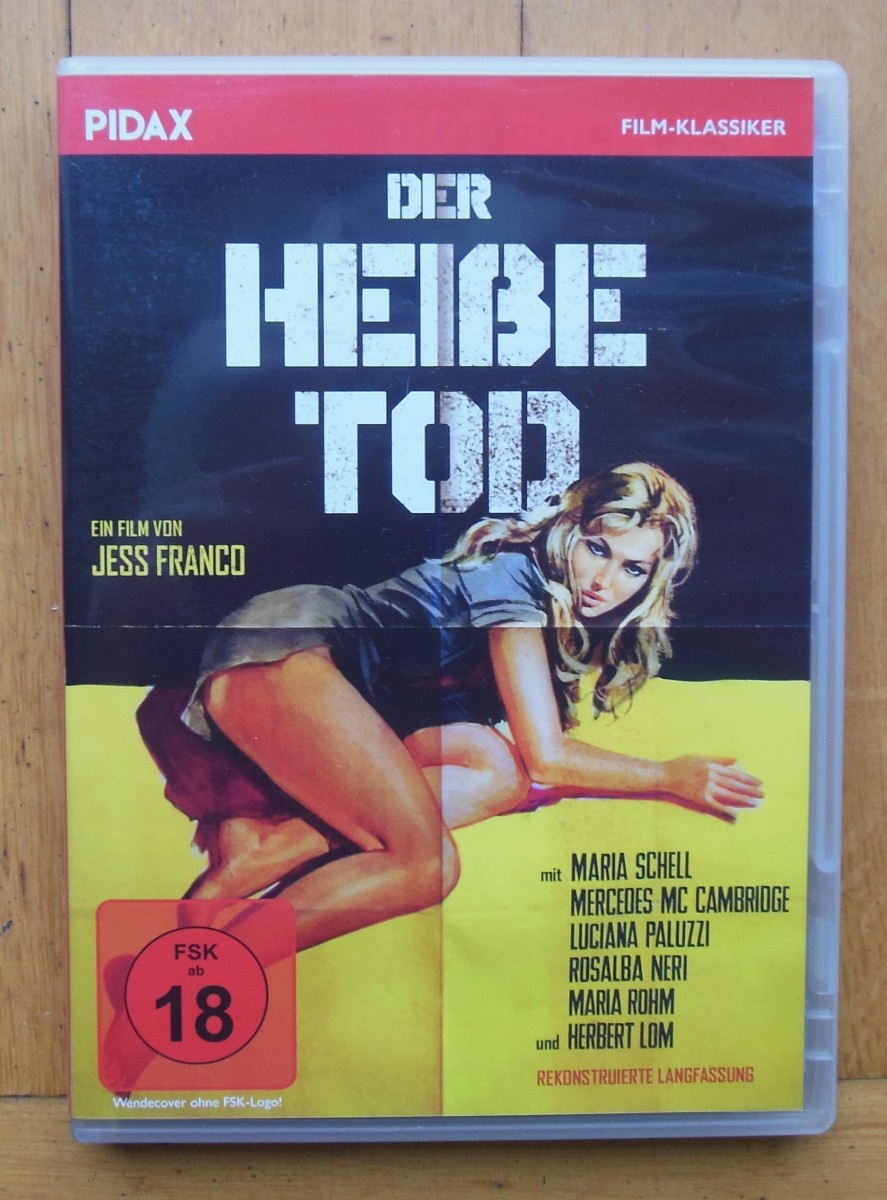 PIDAX
FILM-KLASSIKER
DER
HEIßE
TOD
EIN FILM VON
JESS FRANCO
mit MARIA SCHELL
MERCEDES MC CAMBRIDGE
LUCIANA PALUZZI
ROSALBA NERI
MARIA ROHM
und HERBERT LOM
REKONSTRUIERTE LANGFASSUNG
FSK
ab
18
Wendecover ohne FSK-Logo!